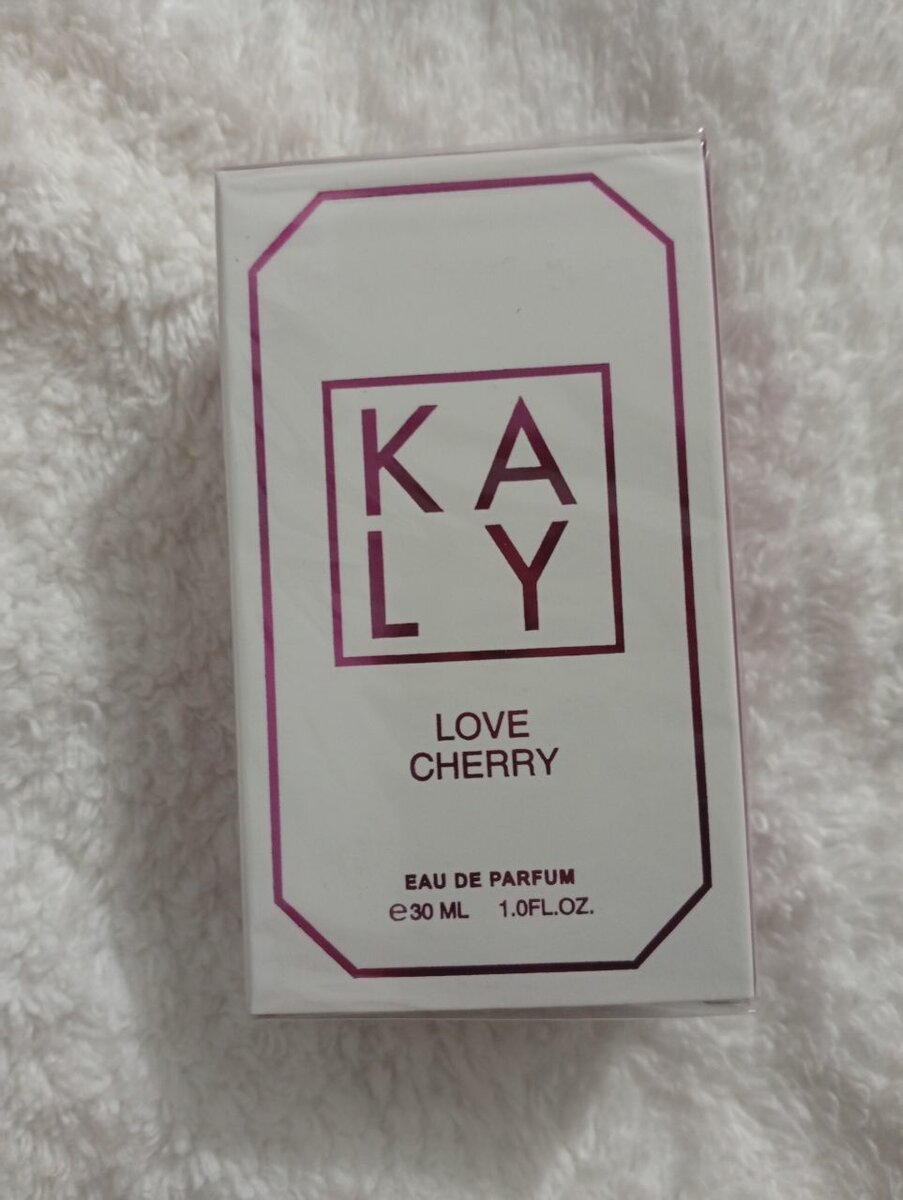 KA
LY
LOVE
CHERRY
EAU DE PARFUM
℮30 ML 1.0FL.OZ.